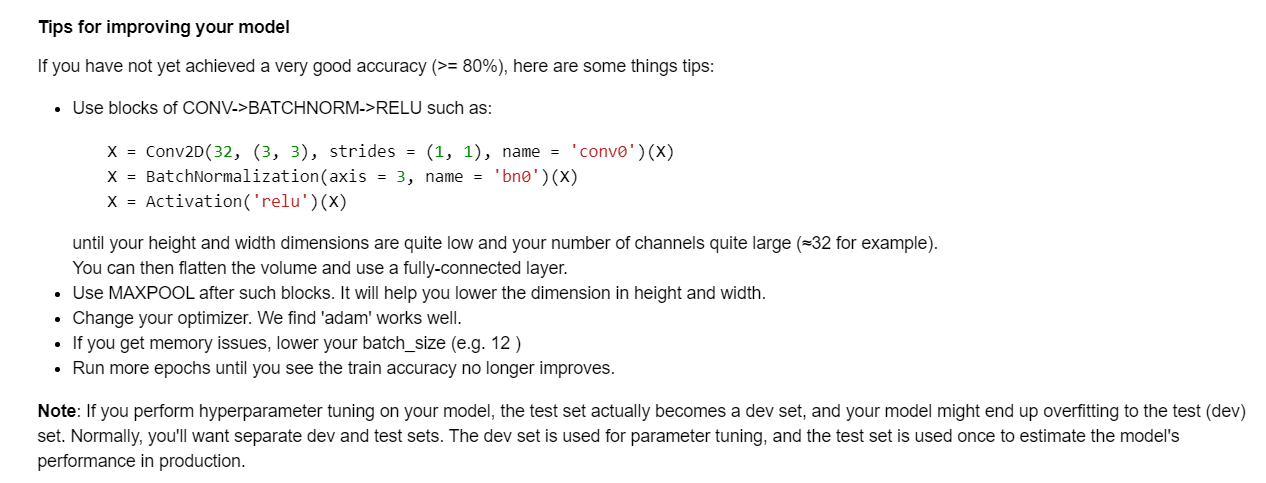 Tips for improving your model
If you have not yet achieved a very good accuracy (>= 80%), here are some things tips:
• Use blocks of CONV->BATCHNORM->RELU such as:
X = Conv2D(32, (3, 3), strides = (1, 1), name = 'conv0')(X)
X = BatchNormalization(axis = 3, name = 'bn0')(X)
X = Activation('relu')(X)
until your height and width dimensions are quite low and your number of channels quite large (≈32 for example).
You can then flatten the volume and use a fully-connected layer.
• Use MAXPOOL after such blocks. It will help you lower the dimension in height and width.
• Change your optimizer. We find 'adam' works well.
• If you get memory issues, lower your batch_size (e.g. 12 )
• Run more epochs until you see the train accuracy no longer improves.
Note: If you perform hyperparameter tuning on your model, the test set actually becomes a dev set, and your model might end up overfitting to the test (dev)
set. Normally, you'll want separate dev and test sets. The dev set is used for parameter tuning, and the test set is used once to estimate the model's
performance in production.